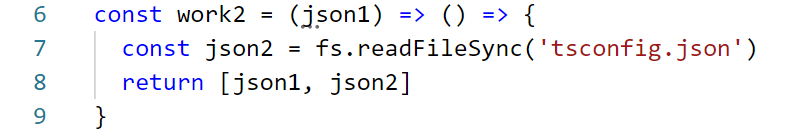 6 const work2 = (json1) => () => {
7 const json2 = fs.readFileSync('tsconfig.json')
8 return [json1, json2]
9 }